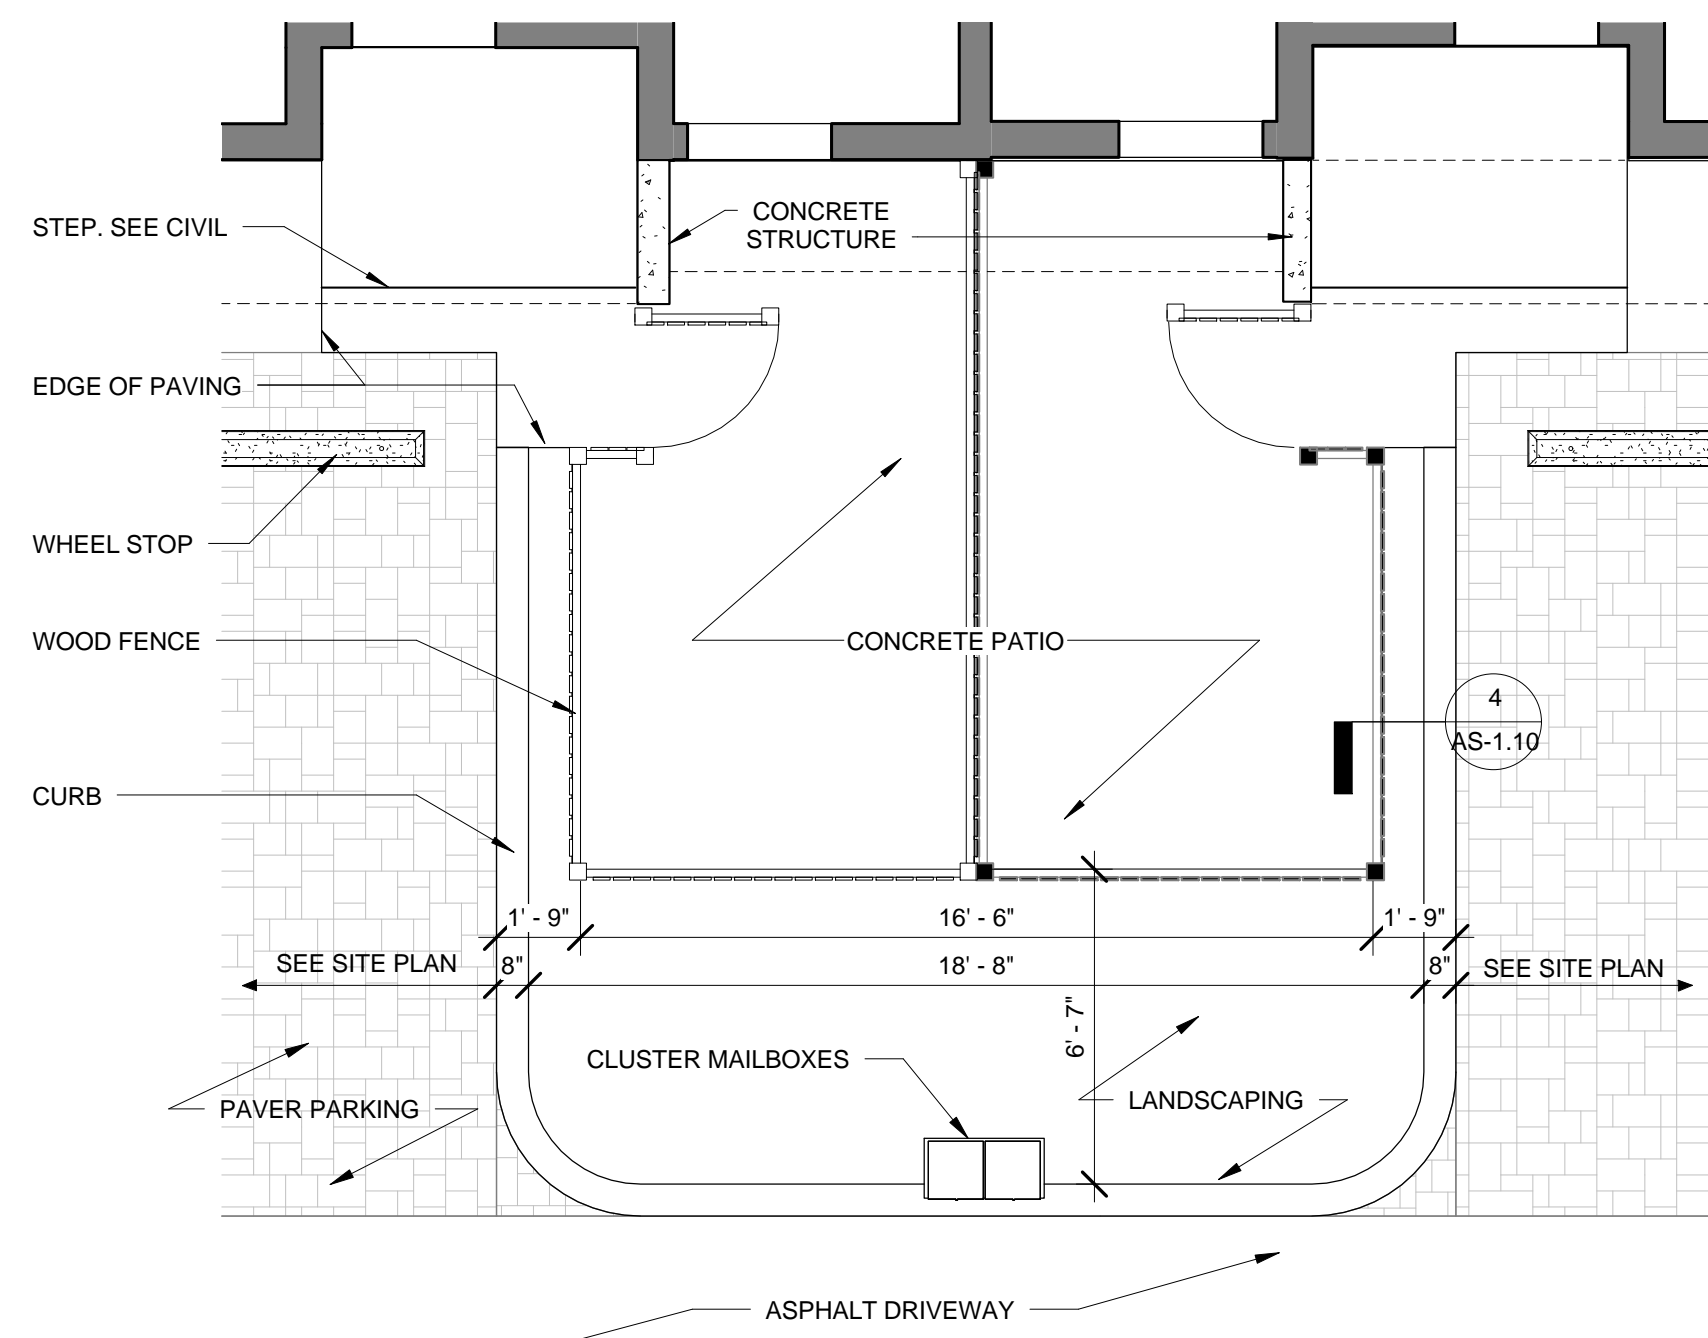 CONCRETE
STRUCTURE
STEP. SEE CIVIL
EDGE OF PAVING
WHEEL STOP
WOOD FENCE
CONCRETE PATIO
4
AS-1.10
CURB
1' - 9"
16' - 6"
1' - 9"
SEE SITE PLAN
8"
18' - 8"
8"
SEE SITE PLAN
6' - 7"
CLUSTER MAILBOXES
PAVER PARKING
LANDSCAPING
ASPHALT DRIVEWAY